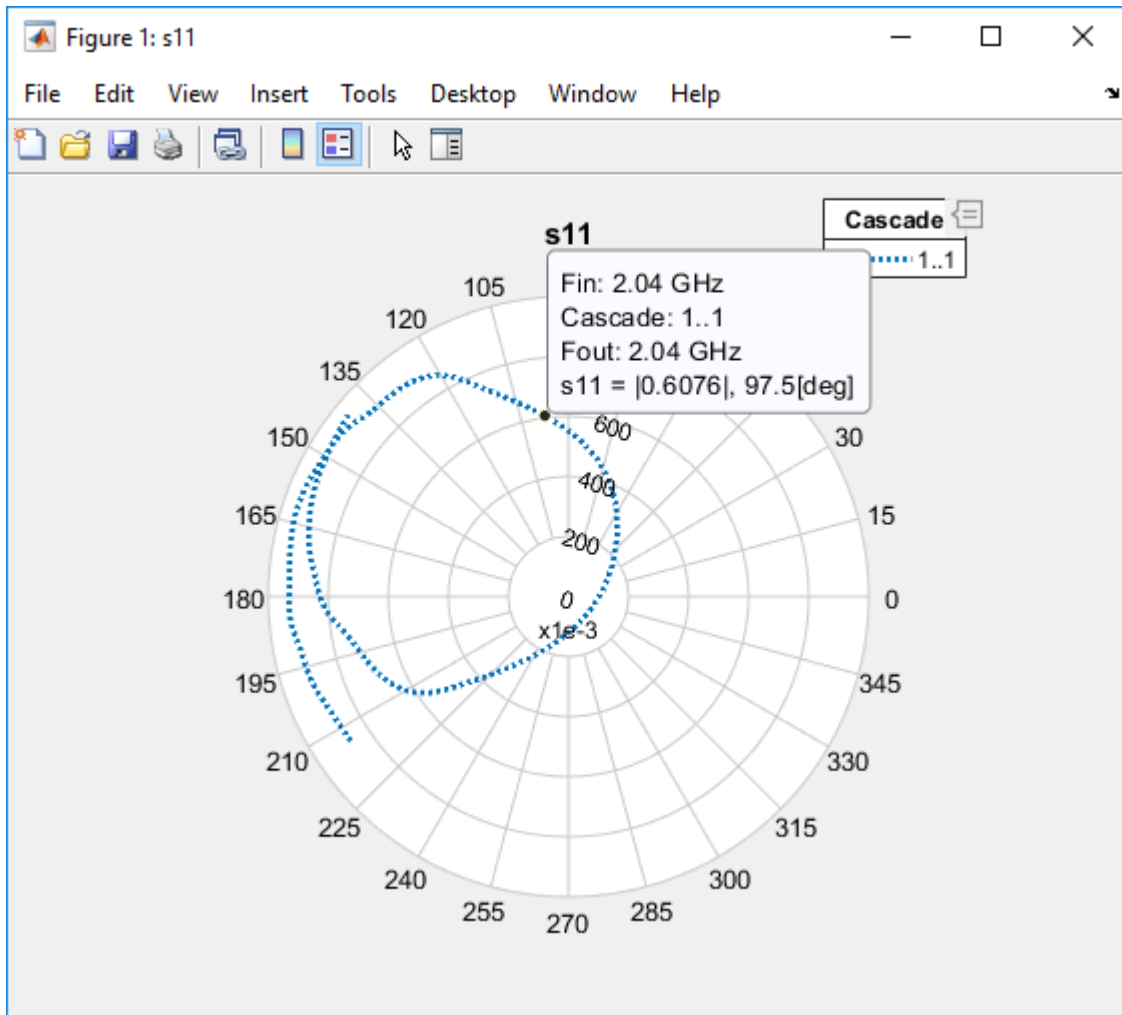 Figure 1: s11
File Edit View Insert Tools Desktop Window Help
s11
Cascade
1..1
Fin: 2.04 GHz
Cascade: 1..1
Fout: 2.04 GHz
s11 = |0.6076|, 97.5[deg]
105
120
135
150
165
180
195
210
225
240
255
270
285
300
315
330
345
0
15
30
600
400
200
0
x1e-3